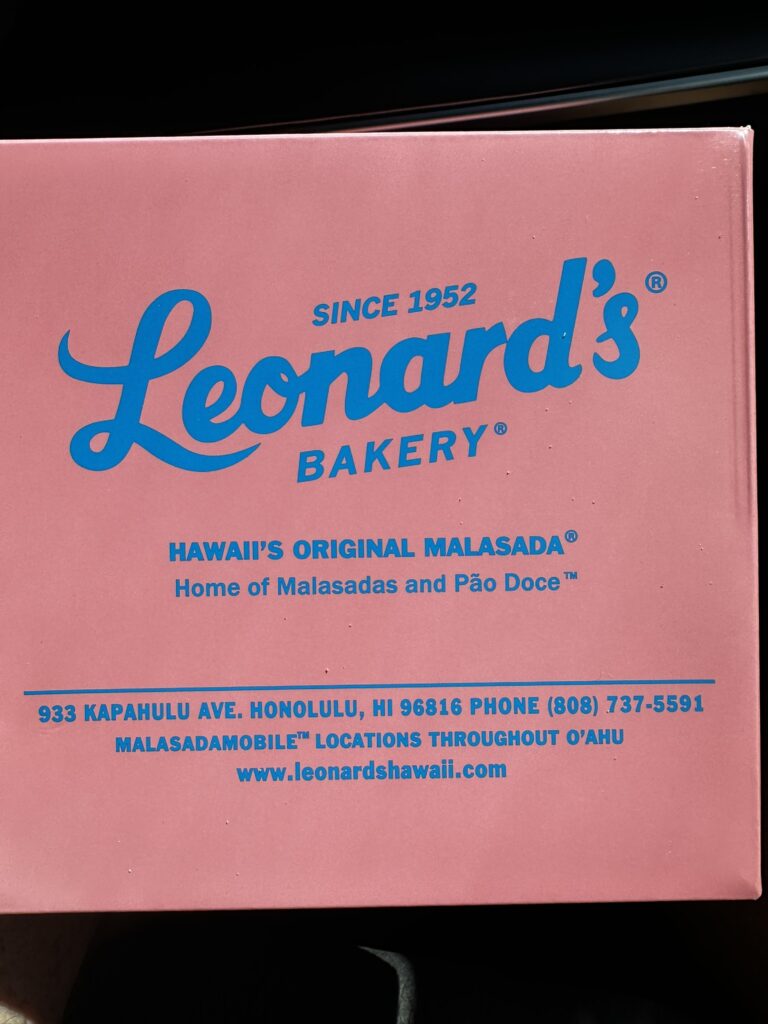 SINCE 1952
Leonard's®
BAKERY®
HAWAII'S ORIGINAL MALASADA®
Home of Malasadas and Pão Doce™
933 KAPAHULU AVE. HONOLULU, HI 96816 PHONE (808) 737-5591
MALASADAMOBILE™ LOCATIONS THROUGHOUT O'AHU
www.leonardshawaii.com